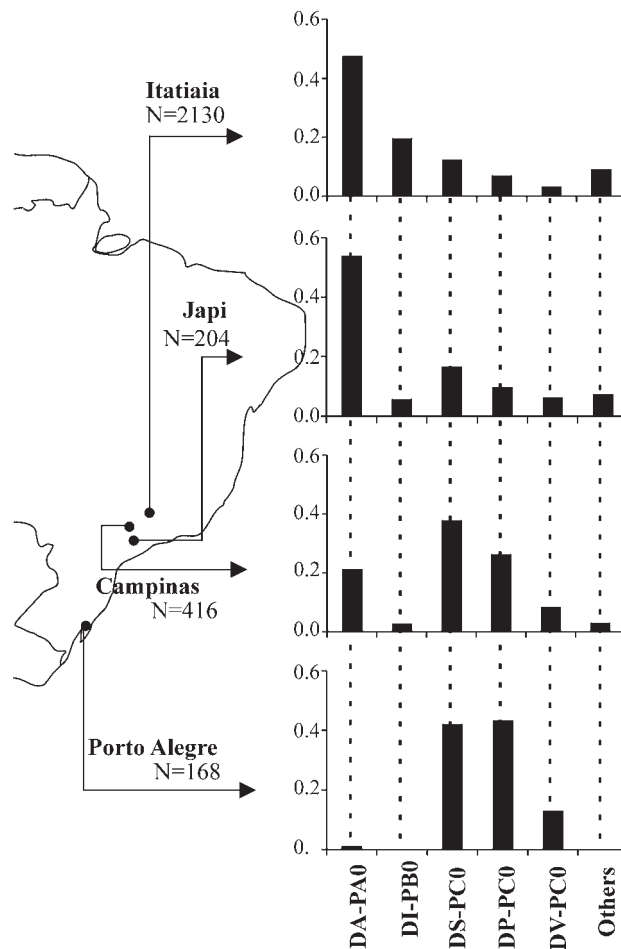 Itatiaia
N=2130
0.6
0.4
0.2
0.0
Japi
N=204
0.6
0.4
0.2
0.0
Campinas
N=416
0.6
0.4
0.2
0.0
Porto Alegre
N=168
0.6
0.4
0.2
0.
DA-PA0
DI-PB0
DS-PC0
DP-PC0
DV-PC0
Others